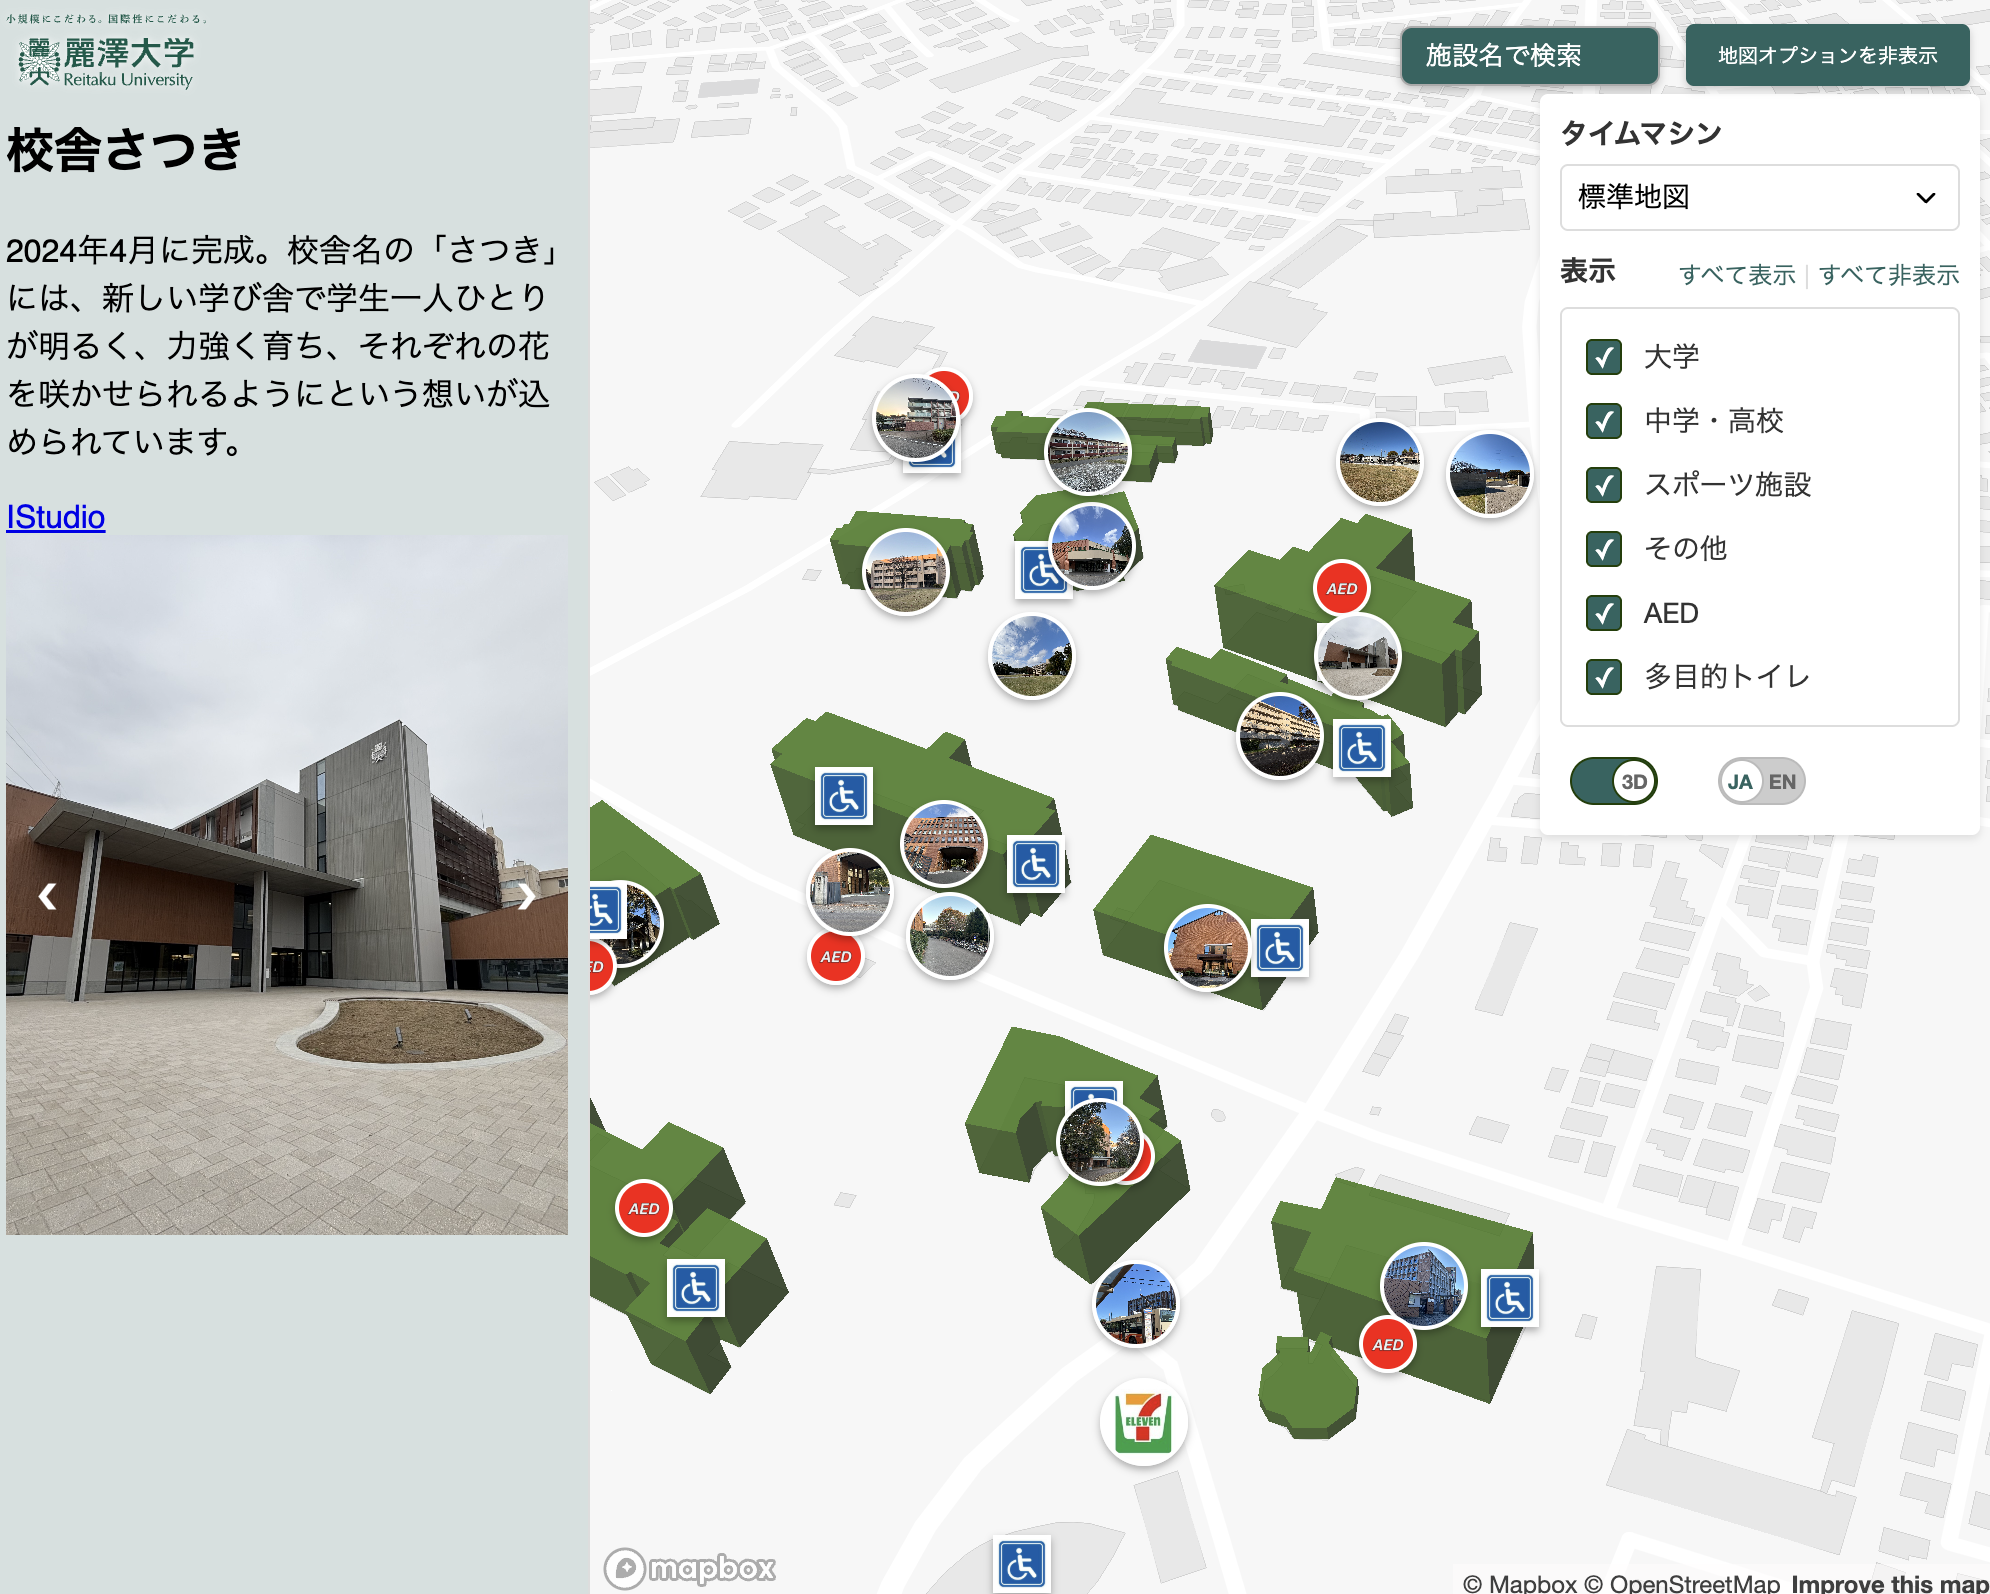 小規模にこだわる。国際性にこだわる。
麗澤大学
Reitaku University
校舎さつき
2024年4月に完成。校舎名の「さつき」
には、新しい学び舎で学生一人ひとり
が明るく、力強く育ち、それぞれの花
を咲かせられるようにという想いが込
められています。
IStudio
施設名で検索
地図オプションを非表示
タイムマシン
標準地図
表示
すべて表示 | すべて非表示
大学
中学・高校
スポーツ施設
その他
AED
多目的トイレ
3D
JA EN
D
AED
AED
ED
AED
AED
ELEVEN
mapbox
© Mapbox © OpenStreetMap Improve this map